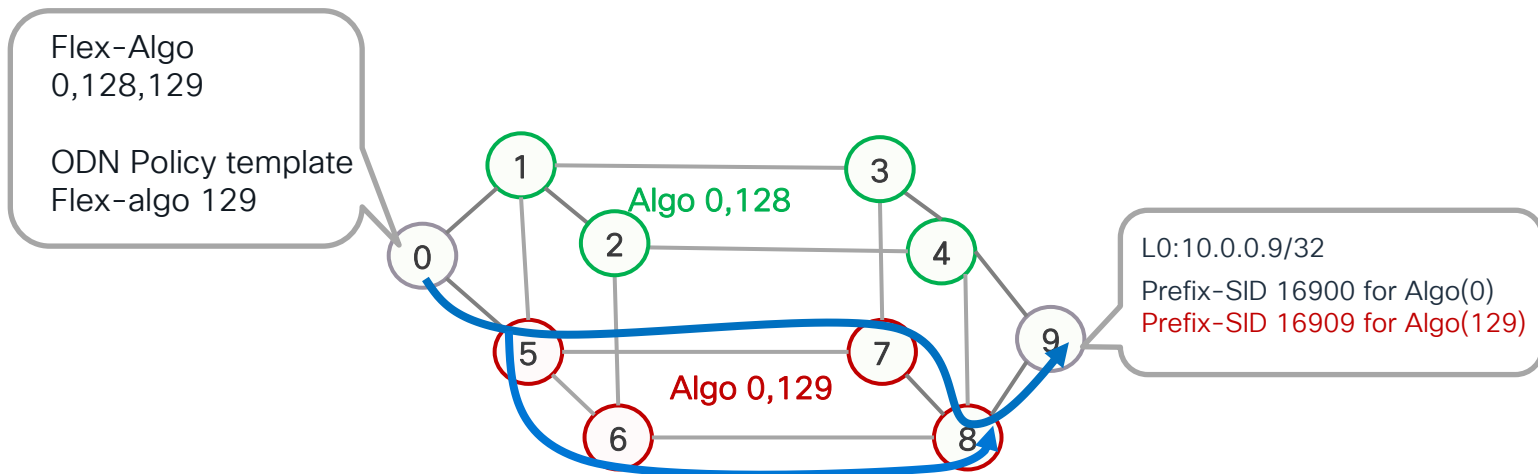 Flex-Algo
0,128,129
ODN Policy template
Flex-algo 129
1
3
Algo 0,128
2
4
0
L0:10.0.0.9/32
Prefix-SID 16900 for Algo(0)
Prefix-SID 16909 for Algo(129)
9
5
7
Algo 0,129
6
8